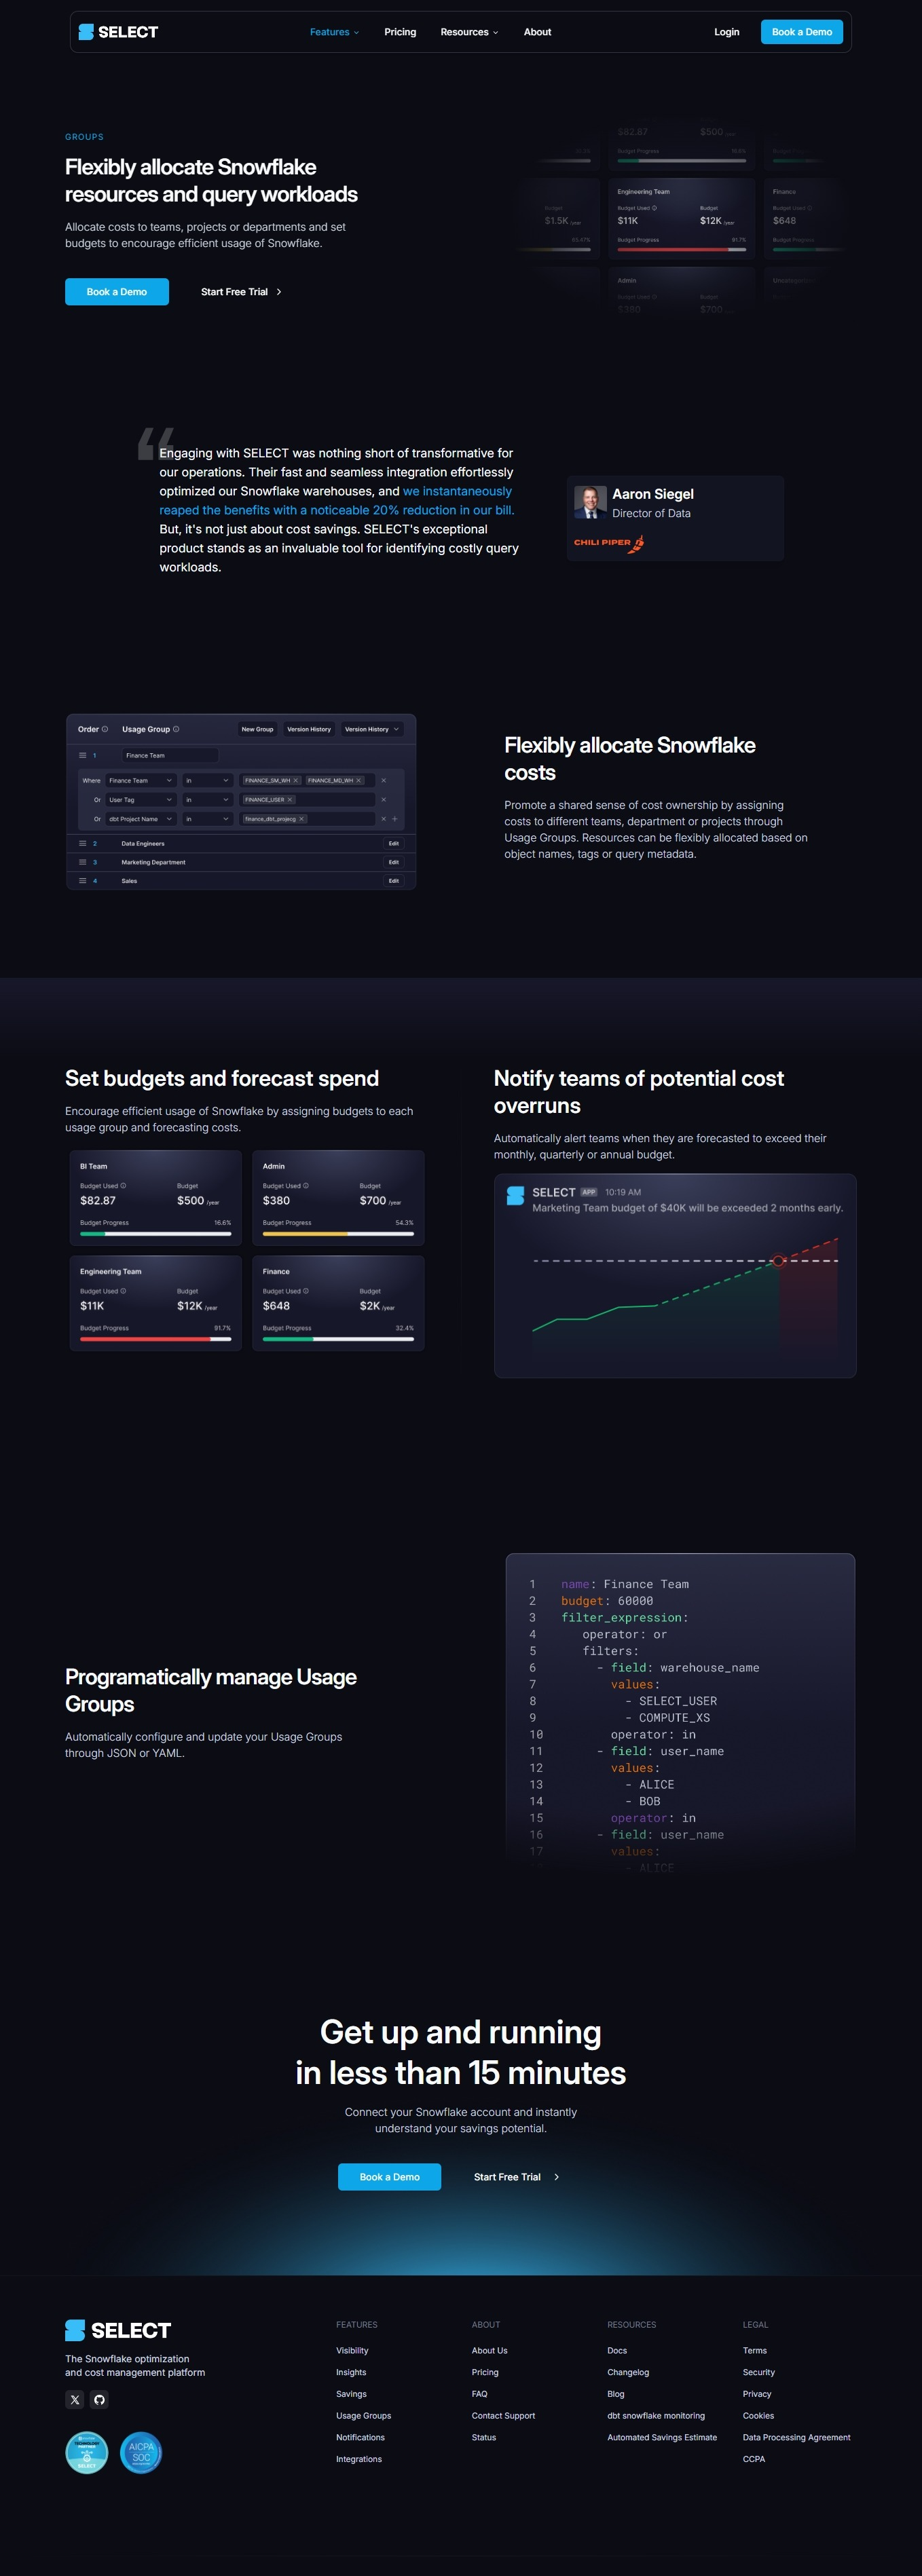 SELECT
Features
Pricing
Resources
About
Login
Book a Demo
GROUPS
Flexibly allocate Snowflake
resources and query workloads
Allocate costs to teams, projects or departments and set
budgets to encourage efficient usage of Snowflake.
Book a Demo
Start Free Trial
$82.87 $500
Budget Progress 16.6%
Budget
$1.5K /year
Engineering Team
Budget Used Budget
$11K $12K /year
Budget Progress 91.7%
Finance
Budget Used
$648
Budget Progress
Admin
Budget Used Budget
$380 $700
“
Engaging with SELECT was nothing short of transformative for
our operations. Their fast and seamless integration effortlessly
optimized our Snowflake warehouses, and we instantaneously
reaped the benefits with a noticeable 20% reduction in our bill.
But, it's not just about cost savings. SELECT's exceptional
product stands as an invaluable tool for identifying costly query
workloads.
Aaron Siegel
Director of Data
CHILI PIPER
Order Usage Group New Group Version History Version History
1 Finance Team
Where Finance Team in FINANCE_SM_WH FINANCE_MD_WH
Or User Tag in FINANCE_USER
Or dbt Project Name in finance_dbt_projecg
2 Data Engineers Edit
3 Marketing Department Edit
4 Sales Edit
Flexibly allocate Snowflake
costs
Promote a shared sense of cost ownership by assigning
costs to different teams, department or projects through
Usage Groups. Resources can be flexibly allocated based on
object names, tags or query metadata.
Set budgets and forecast spend
Encourage efficient usage of Snowflake by assigning budgets to each
usage group and forecasting costs.
BI Team
Budget Used Budget
$82.87 $500 /year
Budget Progress 16.6%
Admin
Budget Used Budget
$380 $700 /year
Budget Progress 54.3%
Engineering Team
Budget Used Budget
$11K $12K /year
Budget Progress 91.7%
Finance
Budget Used Budget
$648 $2K /year
Budget Progress 32.4%
Notify teams of potential cost
overruns
Automatically alert teams when they are forecasted to exceed their
monthly, quarterly or annual budget.
SELECT APP 10:19 AM
Marketing Team budget of $40K will be exceeded 2 months early.
Programatically manage Usage
Groups
Automatically configure and update your Usage Groups
through JSON or YAML.
1 name: Finance Team
2 budget: 60000
3 filter_expression:
4 operator: or
5 filters:
6 - field: warehouse_name
7 values:
8 - SELECT_USER
9 - COMPUTE_XS
10 operator: in
11 - field: user_name
12 values:
13 - ALICE
14 - BOB
15 operator: in
16 - field: user_name
17 values:
- ALICE
Get up and running
in less than 15 minutes
Connect your Snowflake account and instantly
understand your savings potential.
Book a Demo
Start Free Trial
SELECT
The Snowflake optimization
and cost management platform
SELECT
AICPA
SOC
FEATURES
Visibility
Insights
Savings
Usage Groups
Notifications
Integrations
ABOUT
About Us
Pricing
FAQ
Contact Support
Status
RESOURCES
Docs
Changelog
Blog
dbt snowflake monitoring
Automated Savings Estimate
LEGAL
Terms
Security
Privacy
Cookies
Data Processing Agreement
CCPA